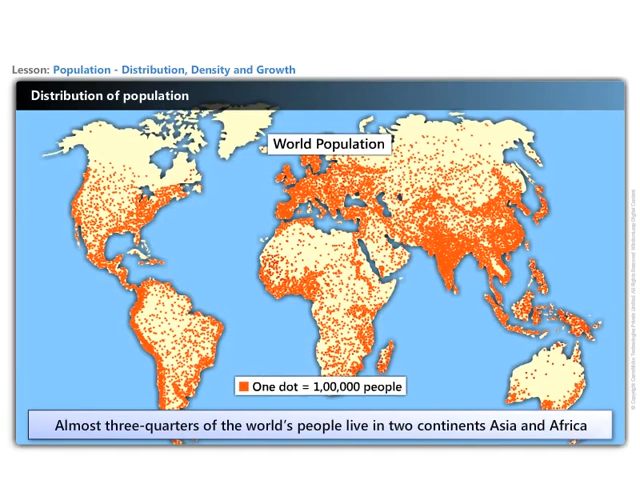 Lesson: Population - Distribution, Density and Growth
Distribution of population
World Population
One dot = 1,00,000 people
Almost three-quarters of the world's people live in two continents Asia and Africa